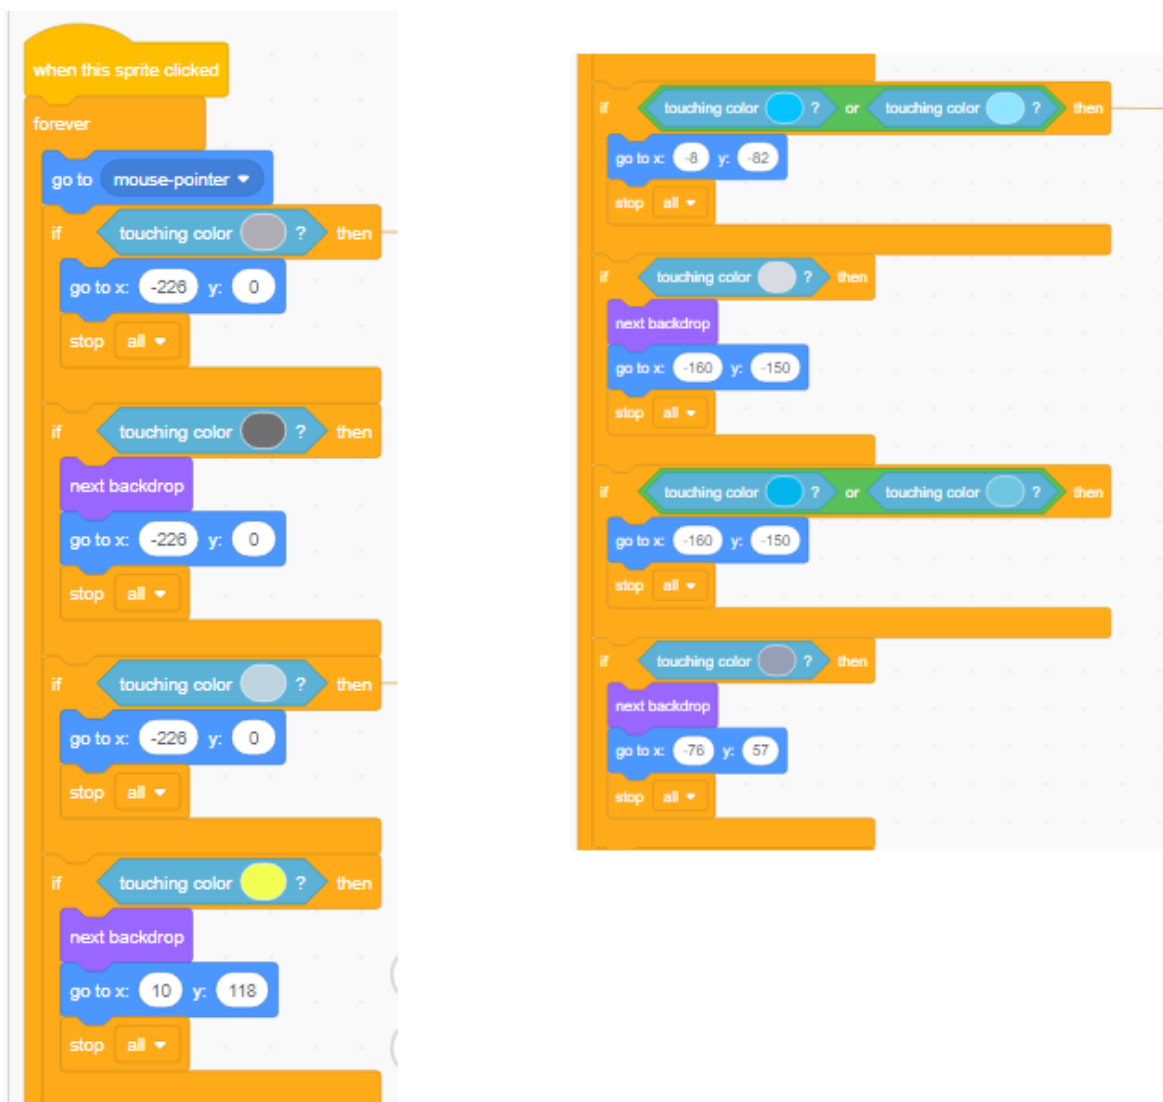 when this sprite clicked
forever
go to mouse-pointer
if touching color ? then
go to x: -226 y: 0
stop all
if touching color ? then
next backdrop
go to x: -226 y: 0
stop all
if touching color ? then
go to x: -226 y: 0
stop all
if touching color ? then
next backdrop
go to x: 10 y: 118
stop all
if touching color ? or touching color ? then
go to x: -8 y: -82
stop all
if touching color ? then
next backdrop
go to x: -160 y: -150
stop all
if touching color ? or touching color ? then
go to x: -160 y: -150
stop all
if touching color ? then
next backdrop
go to x: -76 y: 57
stop all